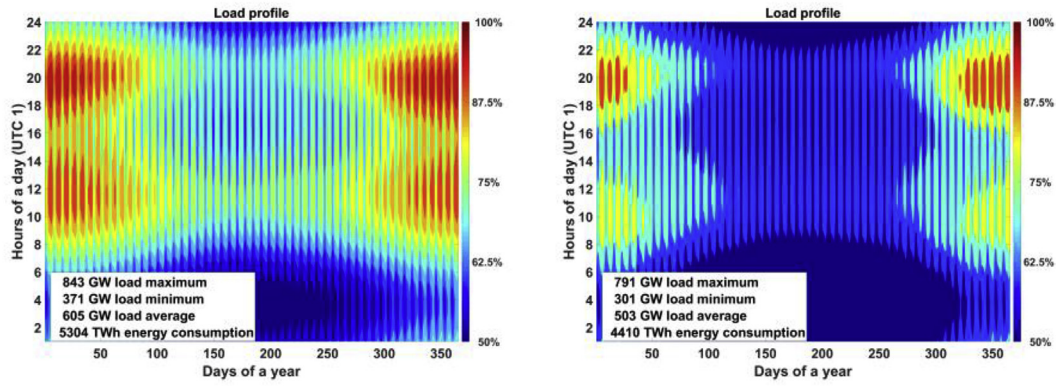 Load profile
24
22
20
18
16
14
12
10
8
6
4
2
Hours of a day (UTC 1)
843 GW load maximum
371 GW load minimum
605 GW load average
5304 TWh energy consumption
50 100 150 200 250 300 350
Days of a year
100%
87.5%
75%
62.5%
50%
Load profile
24
22
20
18
16
14
12
10
8
6
4
2
Hours of a day (UTC 1)
791 GW load maximum
301 GW load minimum
503 GW load average
4410 TWh energy consumption
50 100 150 200 250 300 350
Days of a year
100%
87.5%
75%
62.5%
50%